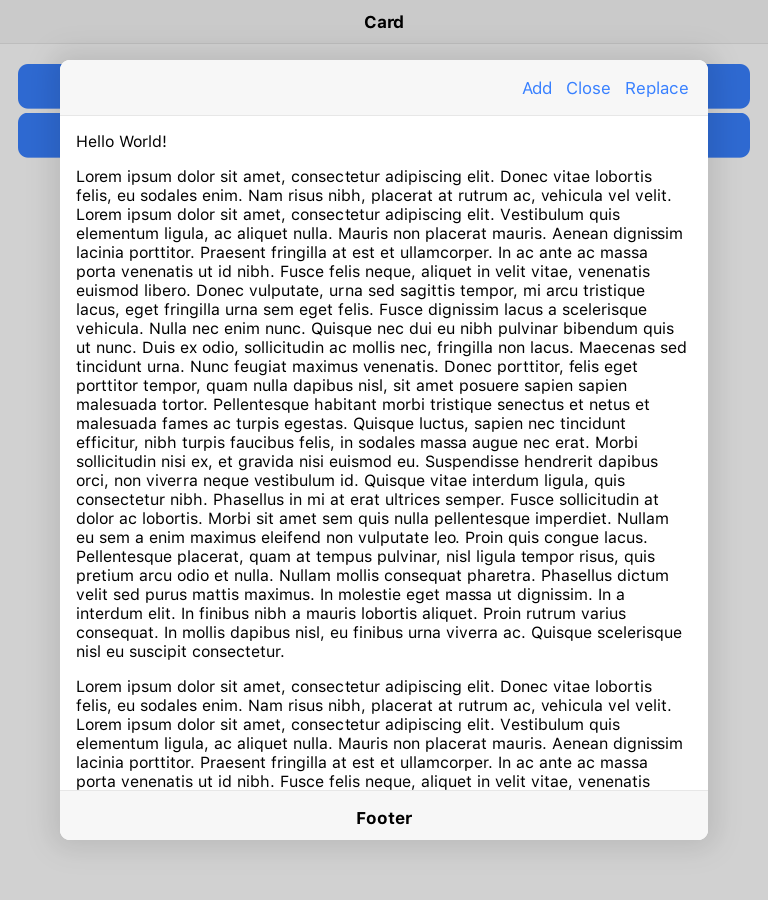 Card
Add Close Replace
Hello World!
Lorem ipsum dolor sit amet, consectetur adipiscing elit. Donec vitae lobortis
felis, eu sodales enim. Nam risus nibh, placerat at rutrum ac, vehicula vel velit.
Lorem ipsum dolor sit amet, consectetur adipiscing elit. Vestibulum quis
elementum ligula, ac aliquet nulla. Mauris non placerat mauris. Aenean dignissim
lacinia porttitor. Praesent fringilla at est et ullamcorper. In ac ante ac massa
porta venenatis ut id nibh. Fusce felis neque, aliquet in velit vitae, venenatis
euismod libero. Donec vulputate, urna sed sagittis tempor, mi arcu tristique
lacus, eget fringilla urna sem eget felis. Fusce dignissim lacus a scelerisque
vehicula. Nulla nec enim nunc. Quisque nec dui eu nibh pulvinar bibendum quis
ut nunc. Duis ex odio, sollicitudin ac mollis nec, fringilla non lacus. Maecenas sed
tincidunt urna. Nunc feugiat maximus venenatis. Donec porttitor, felis eget
porttitor tempor, quam nulla dapibus nisl, sit amet posuere sapien sapien
malesuada tortor. Pellentesque habitant morbi tristique senectus et netus et
malesuada fames ac turpis egestas. Quisque luctus, sapien nec tincidunt
efficitur, nibh turpis faucibus felis, in sodales massa augue nec erat. Morbi
sollicitudin nisi ex, et gravida nisi euismod eu. Suspendisse hendrerit dapibus
orci, non viverra neque vestibulum id. Quisque vitae interdum ligula, quis
consectetur nibh. Phasellus in mi at erat ultrices semper. Fusce sollicitudin at
dolor ac lobortis. Morbi sit amet sem quis nulla pellentesque imperdiet. Nullam
eu sem a enim maximus eleifend non vulputate leo. Proin quis congue lacus.
Pellentesque placerat, quam at tempus pulvinar, nisl ligula tempor risus, quis
pretium arcu odio et nulla. Nullam mollis consequat pharetra. Phasellus dictum
velit sed purus mattis maximus. In molestie eget massa ut dignissim. In a
interdum elit. In finibus nibh a mauris lobortis aliquet. Proin rutrum varius
consequat. In mollis dapibus nisl, eu finibus urna viverra ac. Quisque scelerisque
nisl eu suscipit consectetur.
Lorem ipsum dolor sit amet, consectetur adipiscing elit. Donec vitae lobortis
felis, eu sodales enim. Nam risus nibh, placerat at rutrum ac, vehicula vel velit.
Lorem ipsum dolor sit amet, consectetur adipiscing elit. Vestibulum quis
elementum ligula, ac aliquet nulla. Mauris non placerat mauris. Aenean dignissim
lacinia porttitor. Praesent fringilla at est et ullamcorper. In ac ante ac massa
porta venenatis ut id nibh. Fusce felis neque, aliquet in velit vitae, venenatis
Footer